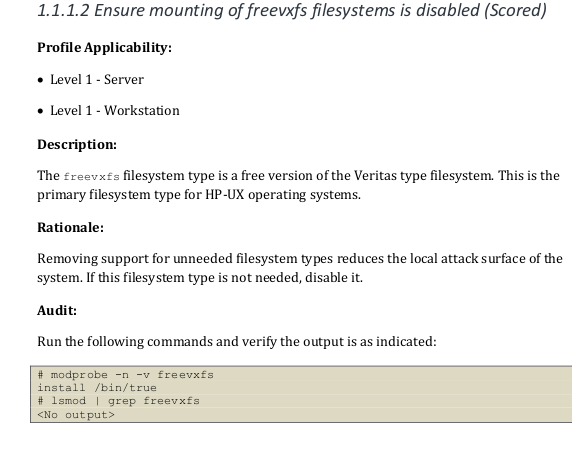 1.1.1.2 Ensure mounting of freevxfs filesystems is disabled (Scored)
Profile Applicability:
• Level 1 - Server
• Level 1 - Workstation
Description:
The freevxfs filesystem type is a free version of the Veritas type filesystem. This is the
primary filesystem type for HP-UX operating systems.
Rationale:
Removing support for unneeded filesystem types reduces the local attack surface of the
system. If this filesystem type is not needed, disable it.
Audit:
Run the following commands and verify the output is as indicated:
# modprobe -n -v freevxfs
install /bin/true
# lsmod | grep freevxfs
<No output>